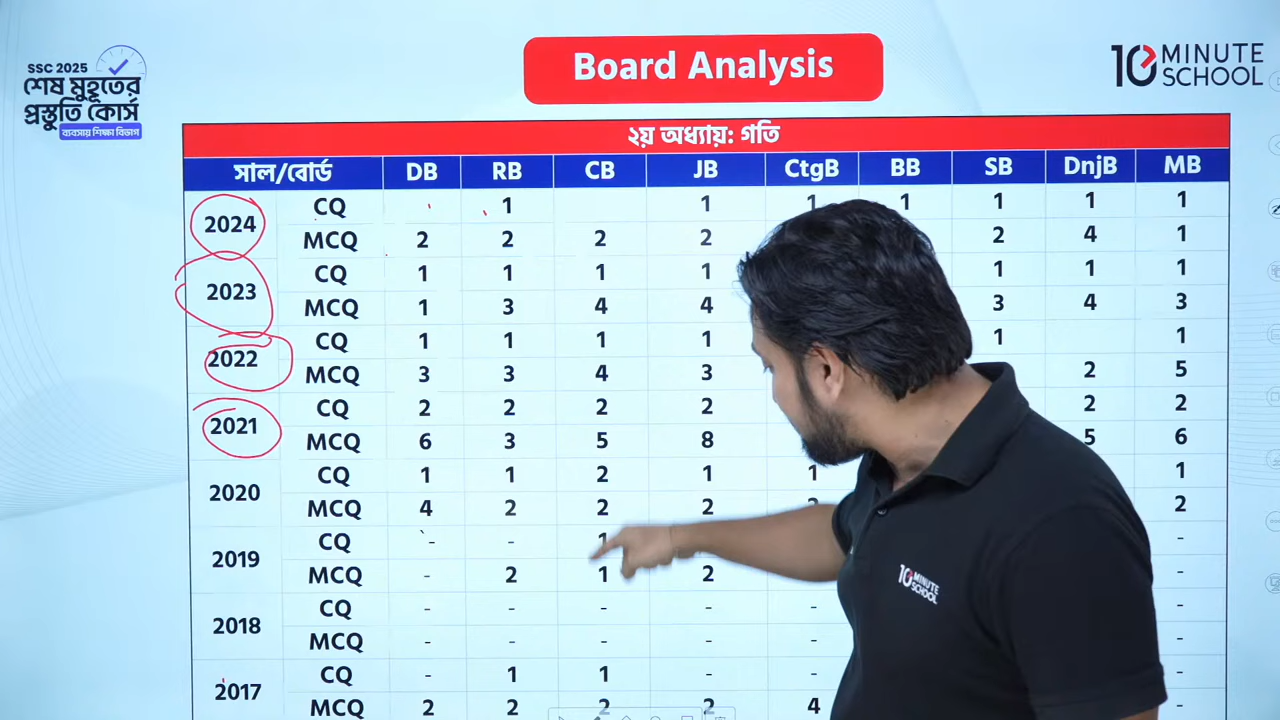 Board Analysis
SSC 2025
শেষ মুহূর্তের
প্রস্তুতি কোর্স
ব্যবসায় শিক্ষা বিভাগ
10 MINUTE SCHOOL
২য় অধ্যায়: গতি
সাল/বোর্ড DB RB CB JB CtgB BB SB DnjB MB
2024 CQ 1 1 1 1 1 1 1
MCQ 2 2 2 2 2 4 1
2023 CQ 1 1 1 1 1 1 1
MCQ 1 3 4 4 3 4 3
2022 CQ 1 1 1 1 1 1
MCQ 3 3 4 3 2 5
2021 CQ 2 2 2 2 2 2
MCQ 6 3 5 8 5 6
2020 CQ 1 1 2 1 1 1
MCQ 4 2 2 2 2
2019 CQ - - 1 -
MCQ - 2 1 2 -
2018 CQ - - - - - -
MCQ - - - - - -
2017 CQ - 1 1 - - -
MCQ 2 2 2 2 4 -
10 MINUTE SCHOOL